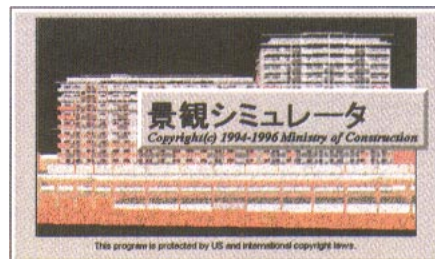 景観シミュレータ
Copyright(c) 1994-1996 Ministry of Construction
This program is protected by US and international copyright laws.